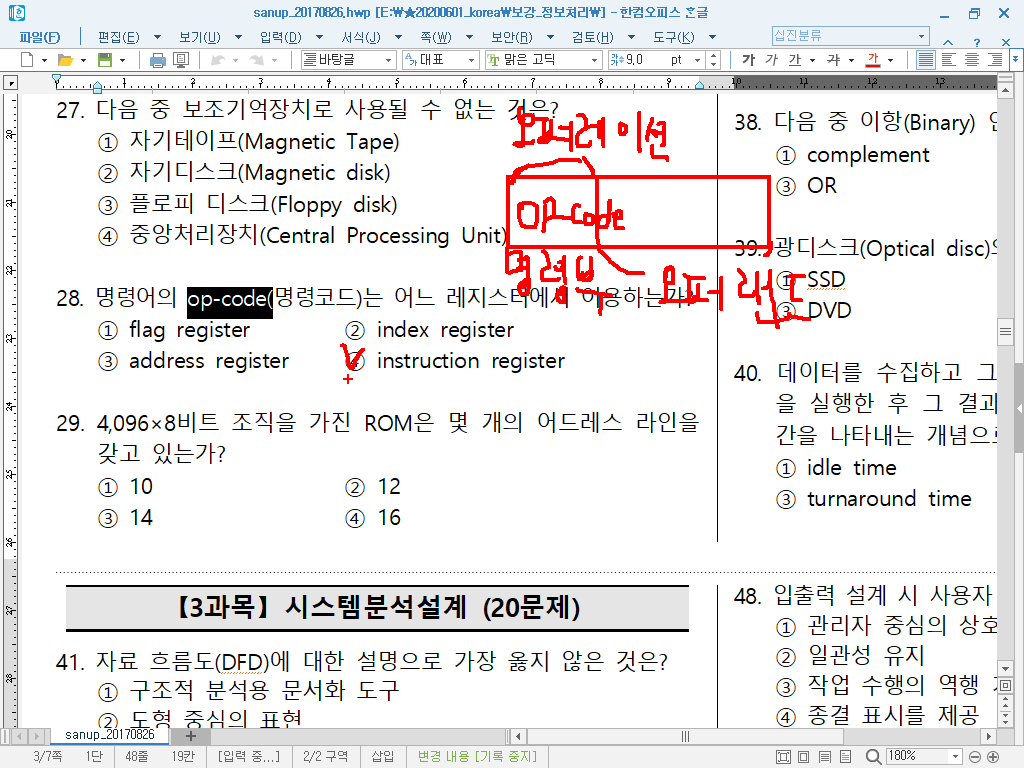 sanup_20170826.hwp [E:₩★20200601_korea₩보강_정보처리₩] - 한컴오피스 흔글
파일(F) 편집(E) 보기(U) 입력(D) 서식(J) 쪽(W) 보안(R) 검토(H) 도구(K) 십진분류
바탕글 대표 맑은 고딕 9,0 pt 가 가 가 가 가
27. 다음 중 보조기억장치로 사용될 수 없는 것은?
① 자기테이프(Magnetic Tape)
② 자기디스크(Magnetic disk)
③ 플로피 디스크(Floppy disk)
④ 중앙처리장치(Central Processing Unit)
오퍼레이션
OP-code
명령부
오퍼랜드
28. 명령어의 op-code(명령코드)는 어느 레지스터에서 이용하는가?
① flag register ② index register
③ address register ④ instruction register
29. 4,096×8비트 조직을 가진 ROM은 몇 개의 어드레스 라인을
갖고 있는가?
① 10 ② 12
③ 14 ④ 16
【3과목】시스템분석설계 (20문제)
41. 자료 흐름도(DFD)에 대한 설명으로 가장 옳지 않은 것은?
① 구조적 분석용 문서화 도구
② 도형 중심의 표현
38. 다음 중 이항(Binary)
① complement
③ OR
39. 광디스크(Optical disc)
① SSD
③ DVD
40. 데이터를 수집하고 그
을 실행한 후 그 결과
간을 나타내는 개념으로
① idle time
③ turnaround time
48. 입출력 설계 시 사용자
① 관리자 중심의 상호
② 일관성 유지
③ 작업 수행의 역행
④ 종결 표시를 제공
sanup_20170826
3/7쪽 1단 48줄 19칸 [입력 중...] 2/2 구역 삽입 변경 내용 [기록 중지] 180%